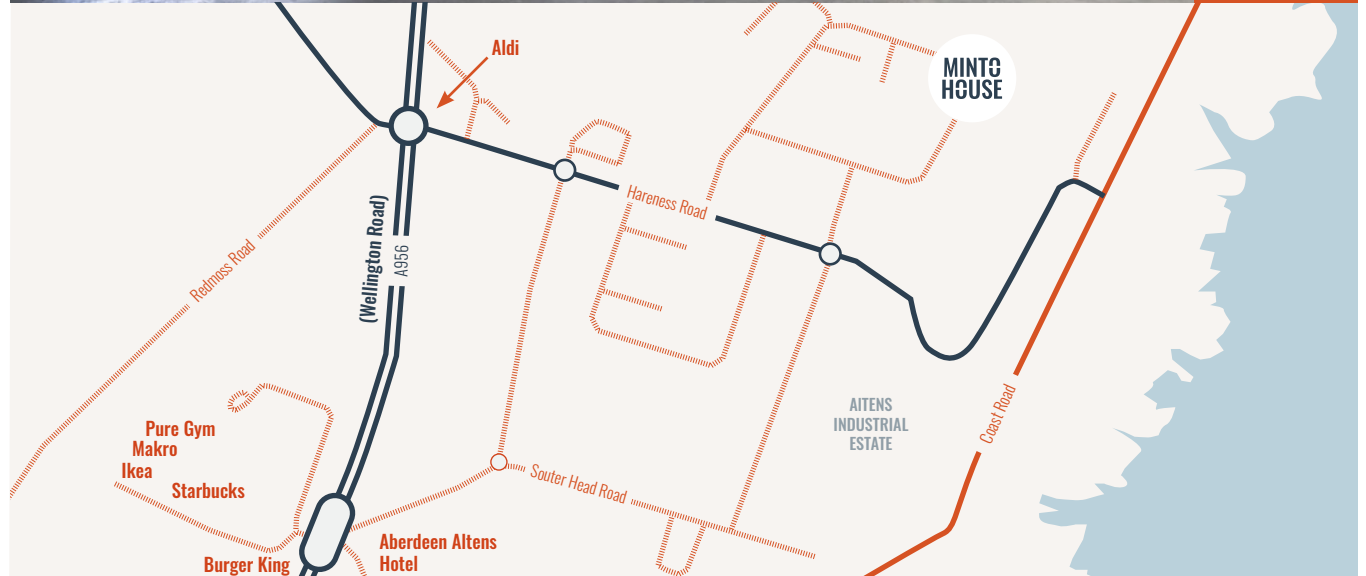 Aldi
MINTO
HOUSE
Hareness Road
(Wellington Road)
A956
Redmoss Road
Coast Road
AITENS
INDUSTRIAL
ESTATE
Pure Gym
Makro
Ikea
Starbucks
Souter Head Road
Aberdeen Altens
Hotel
Burger King